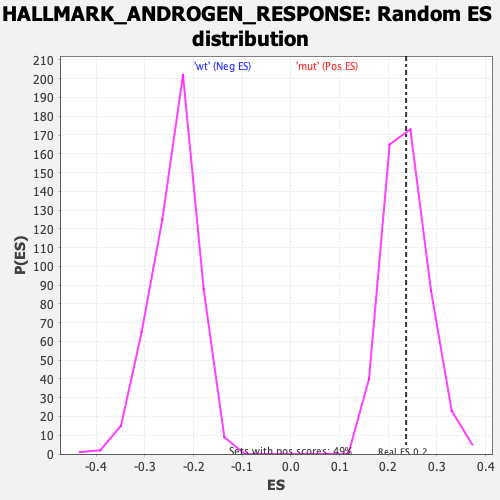 HALLMARK_ANDROGEN_RESPONSE: Random ES
distribution
'wt' (Neg ES) 'mut' (Pos ES)
210
200
190
180
170
160
150
140
130
120
110
100
90
80
70
60
50
40
30
20
10
0
P(ES)
Sets with pos scores: 49%
Real ES 0.2
-0.4 -0.3 -0.2 -0.1 0.0 0.1 0.2 0.3 0.4
ES